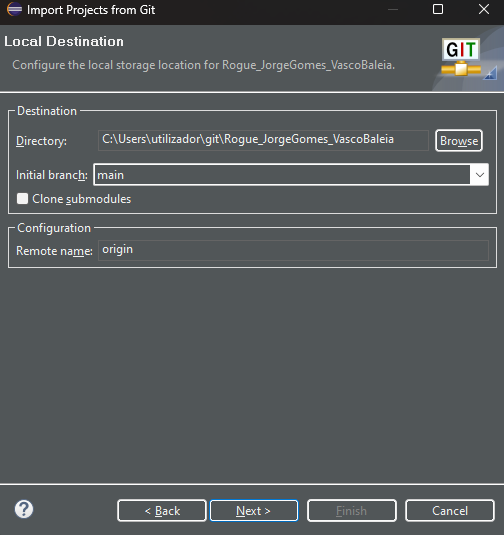 Import Projects from Git
Local Destination
Configure the local storage location for Rogue_JorgeGomes_VascoBaleia.
GIT
Destination
Directory: C:\Users\utilizador\git\Rogue_JorgeGomes_VascoBaleia Browse
Initial branch: main
Clone submodules
Configuration
Remote name: origin
? < Back Next > Finish Cancel